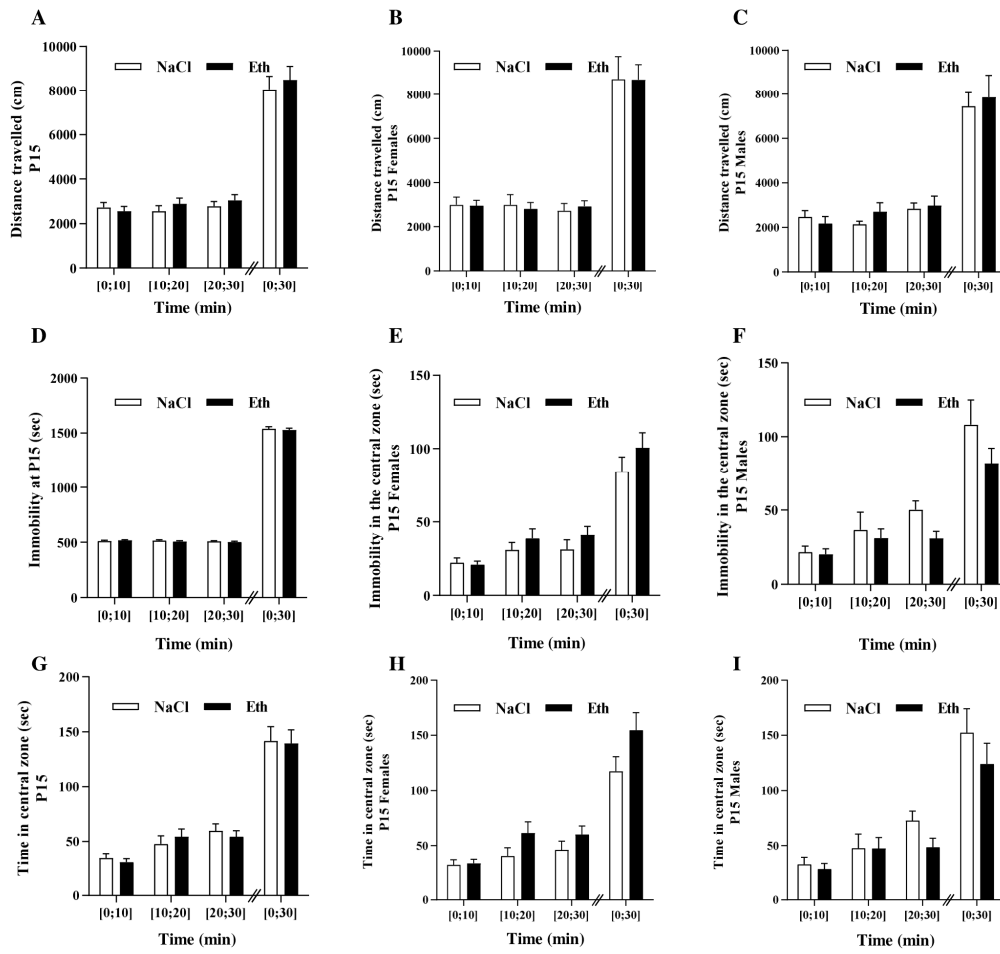 A
Distance travelled (cm)
P15
10000
8000
6000
4000
2000
0
NaCl Eth
[0;10] [10;20] [20;30] [0;30]
Time (min)
B
Distance travelled (cm)
P15 Females
10000
8000
6000
4000
2000
0
NaCl Eth
[0;10] [10;20] [20;30] [0;30]
Time (min)
C
Distance travelled (cm)
P15 Males
10000
8000
6000
4000
2000
0
NaCl Eth
[0;10] [10;20] [20;30] [0;30]
Time (min)
D
Immobility at P15 (sec)
2000
1500
1000
500
0
NaCl Eth
[0;10] [10;20] [20;30] [0;30]
Time (min)
E
Immobility in the central zone (sec)
P15 Females
150
100
50
0
NaCl Eth
[0;10] [10;20] [20;30] [0;30]
Time (min)
F
Immobility in the central zone (sec)
P15 Males
150
100
50
0
NaCl Eth
[0;10] [10;20] [20;30] [0;30]
Time (min)
G
Time in central zone (sec)
P15
200
150
100
50
0
NaCl Eth
[0;10] [10;20] [20;30] [0;30]
Time (min)
H
Time in central zone (sec)
P15 Females
200
150
100
50
0
NaCl Eth
[0;10] [10;20] [20;30] [0;30]
Time (min)
I
Time in central zone (sec)
P15 Males
200
150
100
50
0
NaCl Eth
[0;10] [10;20] [20;30] [0;30]
Time (min)